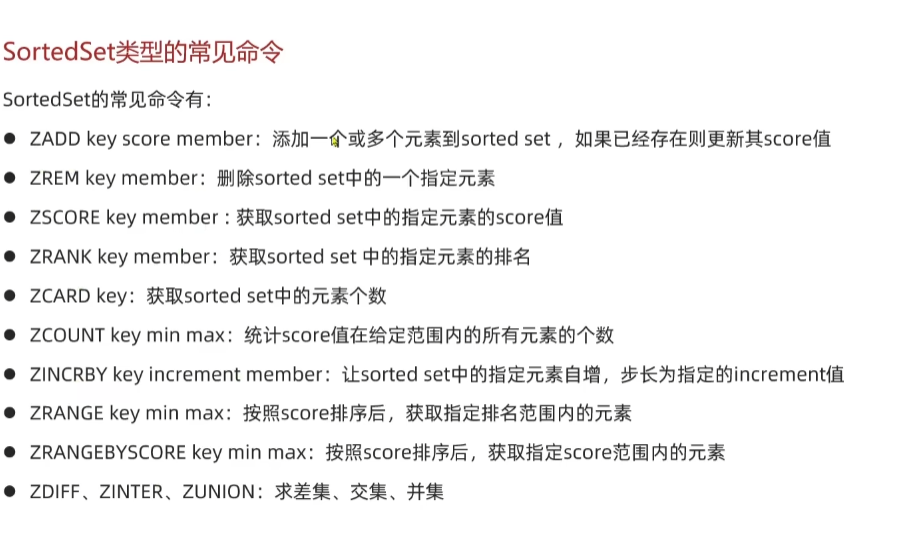 SortedSet类型的常见命令
SortedSet的常见命令有：
● ZADD key score member：添加一个或多个元素到sorted set ，如果已经存在则更新其score值
● ZREM key member：删除sorted set中的一个指定元素
● ZSCORE key member : 获取sorted set中的指定元素的score值
● ZRANK key member：获取sorted set 中的指定元素的排名
● ZCARD key：获取sorted set中的元素个数
● ZCOUNT key min max：统计score值在给定范围内的所有元素的个数
● ZINCRBY key increment member：让sorted set中的指定元素自增，步长为指定的increment值
● ZRANGE key min max：按照score排序后，获取指定排名范围内的元素
● ZRANGEBYSCORE key min max：按照score排序后，获取指定score范围内的元素
● ZDIFF、ZINTER、ZUNION：求差集、交集、并集